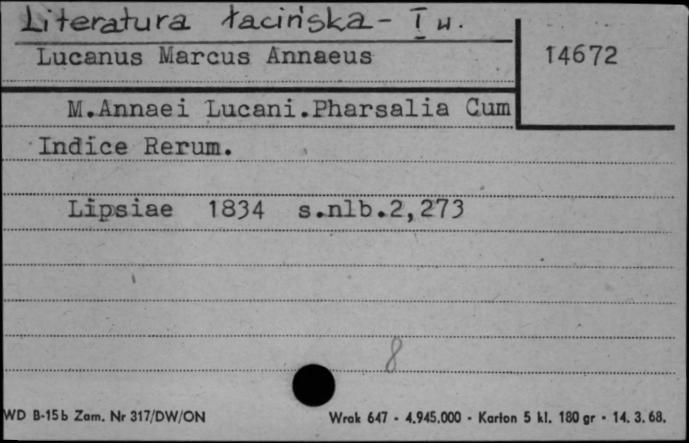 Literatura łacińska - I w.
Lucanus Marcus Annaeus
14672
M.Annaei Lucani.Pharsalia Cum
Indice Rerum.
Lipsiae 1834 s.nlb.2,273
8
WD B-15b Zam. Nr 317/DW/ON
Wrak 647 - 4.945.000 - Karton 5 kl. 180 gr - 14. 3. 68.